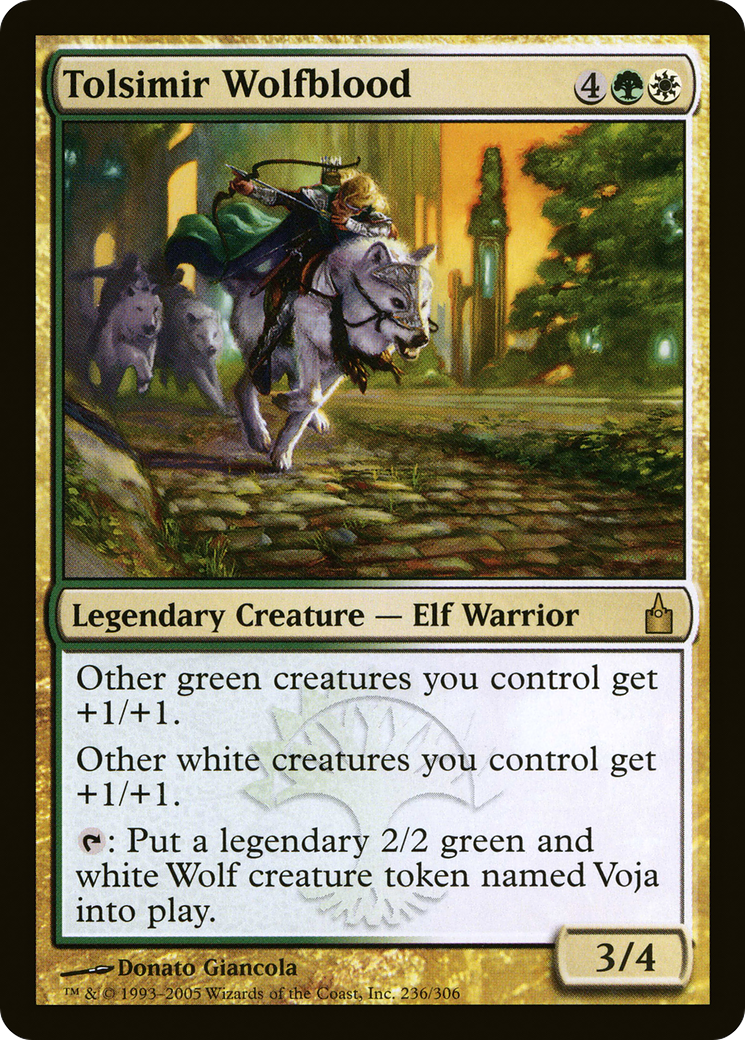 Tolsimir Wolfblood 4
Legendary Creature — Elf Warrior
Other green creatures you control get
+1/+1.
Other white creatures you control get
+1/+1.
: Put a legendary 2/2 green and
white Wolf creature token named Voja
into play.
3/4
Donato Giancola
™ & © 1993–2005 Wizards of the Coast, Inc. 236/306